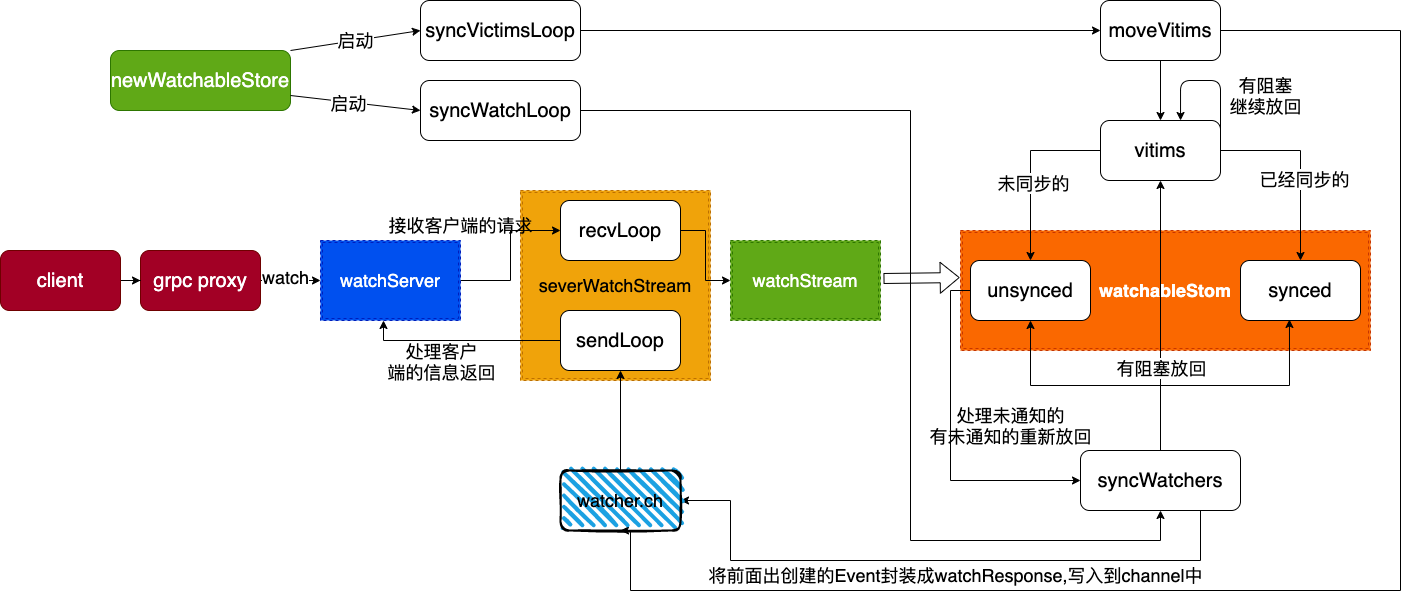 syncVictimsLoop
moveVitims
启动
newWatchableStore
启动
syncWatchLoop
有阻塞
继续放回
vitims
未同步的
已经同步的
接收客户端的请求
recvLoop
client
grpc proxy
watch
watchServer
severWatchStream
watchStream
unsynced
watchableStom
synced
sendLoop
处理客户
端的信息返回
有阻塞放回
处理未通知的
有未通知的重新放回
syncWatchers
watcher.ch
将前面出创建的Event封装成watchResponse,写入到channel中